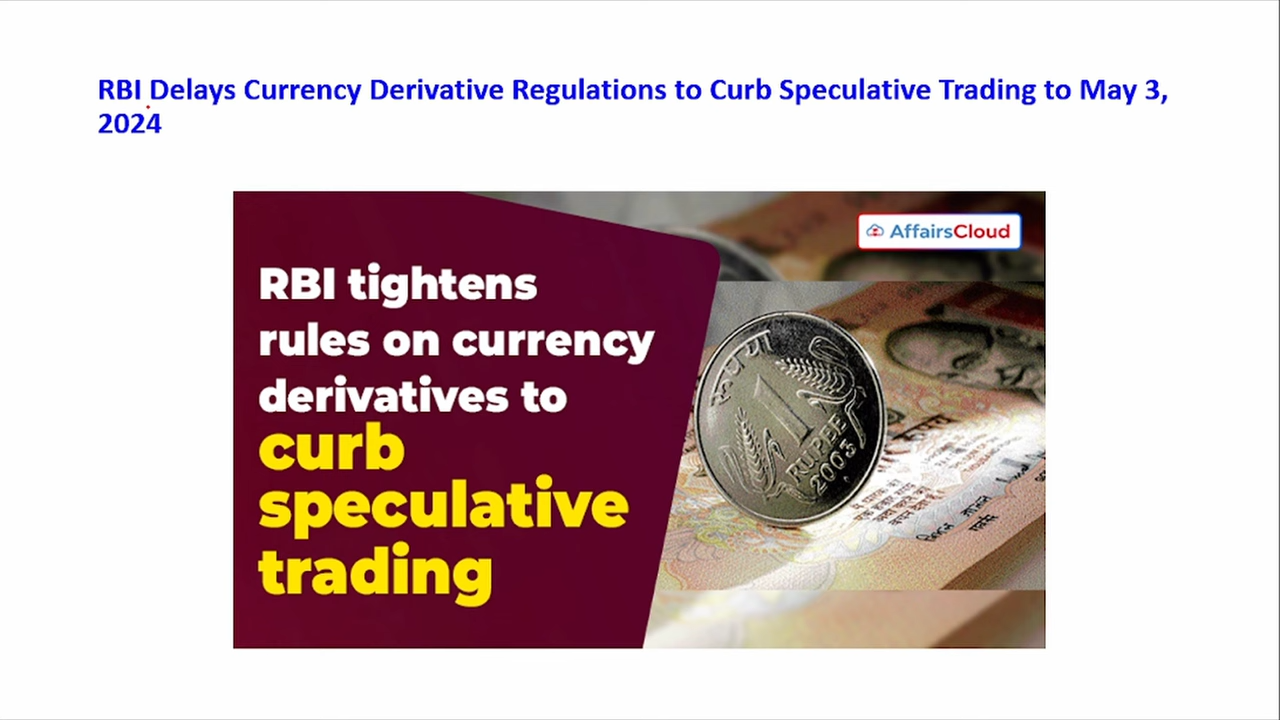 RBI Delays Currency Derivative Regulations to Curb Speculative Trading to May 3,
2024
AffairsCloud
RBI tightens
rules on currency
derivatives to
curb
speculative
trading
रुपया
1
RUPEE
2003